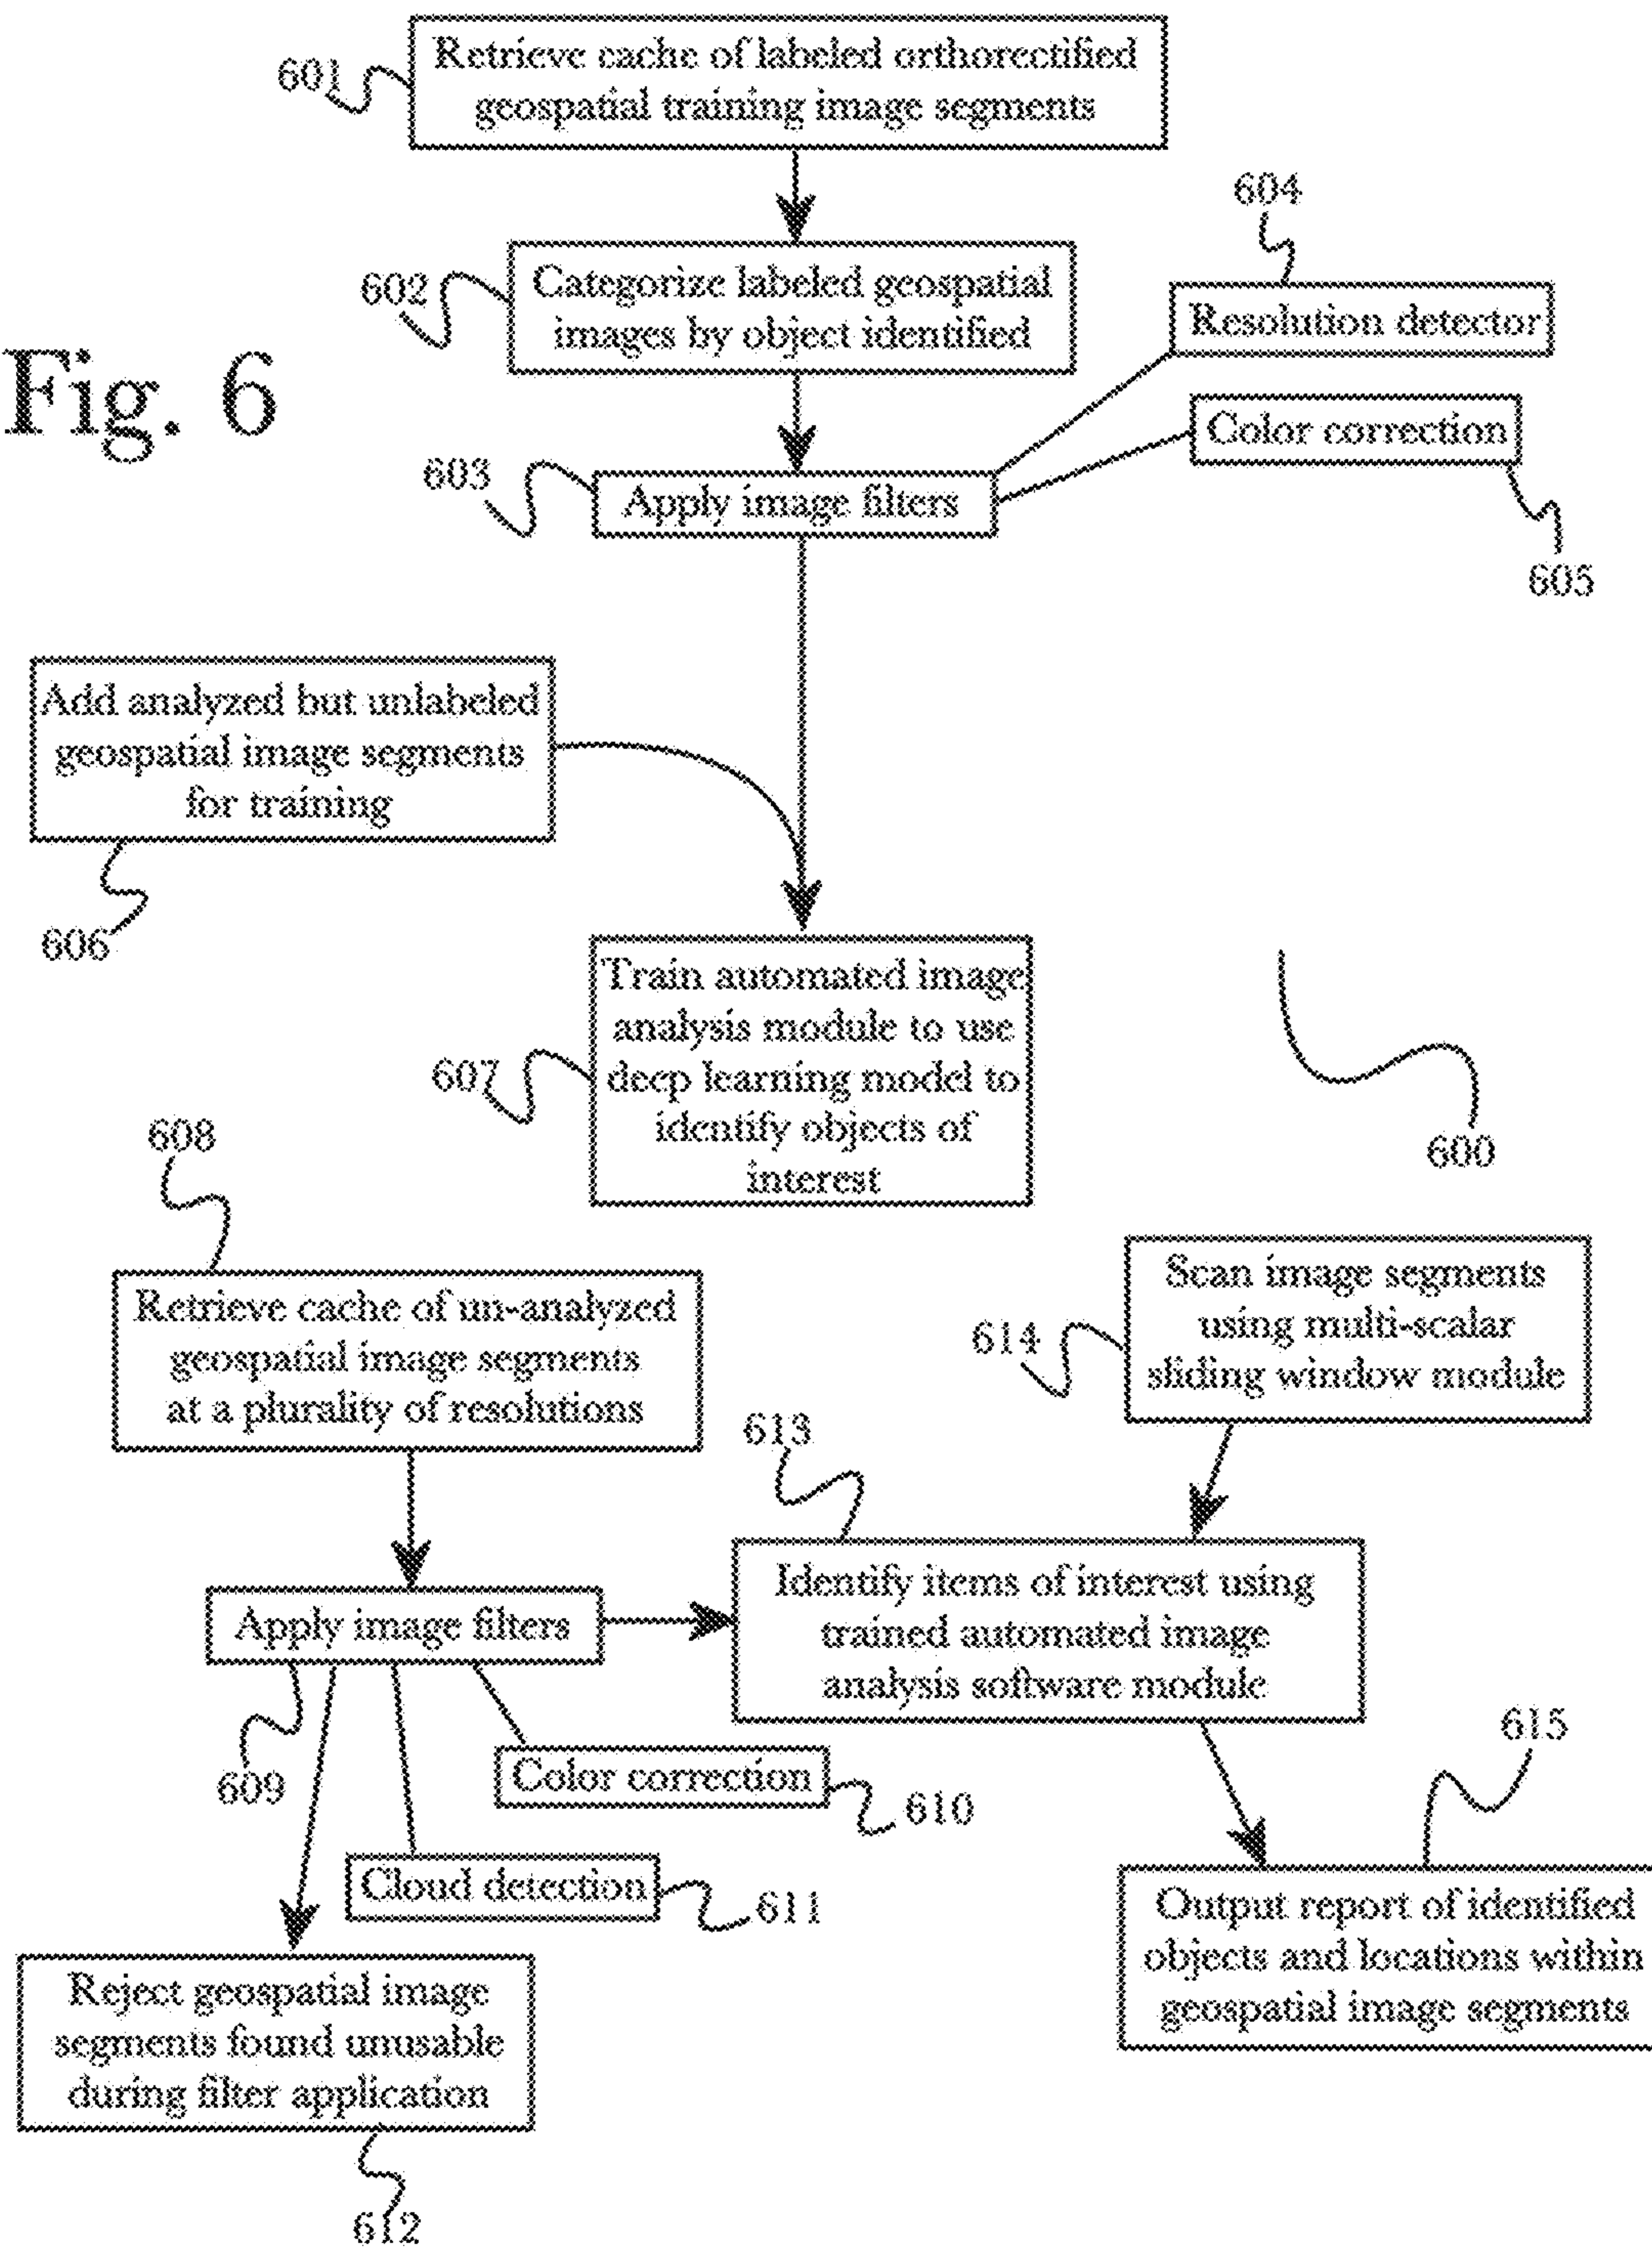 Retrieve cache of labeled orthorectified
geospatial training image segments
601
604
Categorize labeled geospatial
images by object identified
602
Resolution detector
Fig. 6
Color correction
603
Apply image filters
605
Add analyzed but unlabeled
geospatial image segments
for training
606
Train automated image
analysis module to use
deep learning model to
identify objects of
interest
607
600
608
Retrieve cache of un-analyzed
geospatial image segments
at a plurality of resolutions
Scan image segments
using multi-scalar
sliding window module
614
613
Apply image filters
Identify items of interest using
trained automated image
analysis software module
609
Color correction
610
615
Cloud detection
611
Output report of identified
objects and locations within
geospatial image segments
Reject geospatial image
segments found unusable
during filter application
612